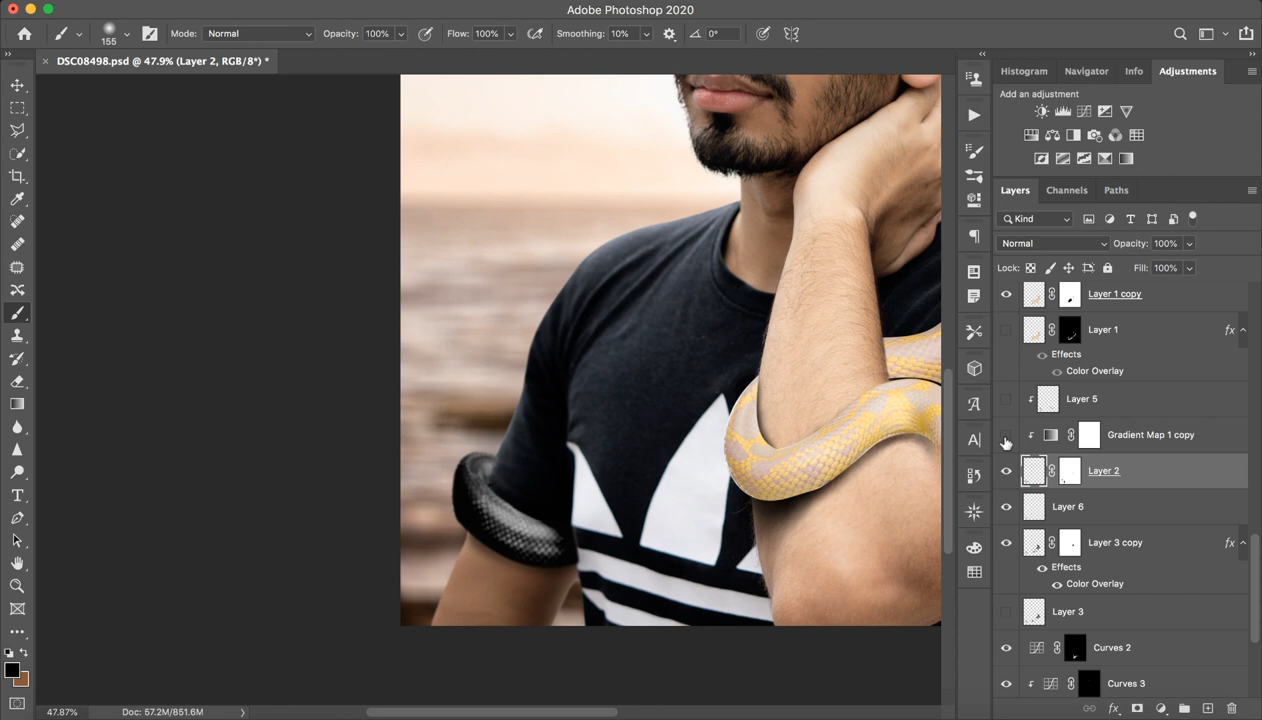 Adobe Photoshop 2020
155 Mode: Normal Opacity: 100% Flow: 100% Smoothing: 10% 0°
DSC08498.psd @ 47.9% (Layer 2, RGB/8*) *
Histogram Navigator Info Adjustments
Add an adjustment
Layers Channels Paths
Kind
Normal Opacity: 100%
Lock: Fill: 100%
Layer 1 copy
Layer 1 fx
Effects
Color Overlay
Layer 5
Gradient Map 1 copy
Layer 2
Layer 6
Layer 3 copy fx
Effects
Color Overlay
Layer 3
Curves 2
Curves 3
47.87% Doc: 57.2M/851.6M